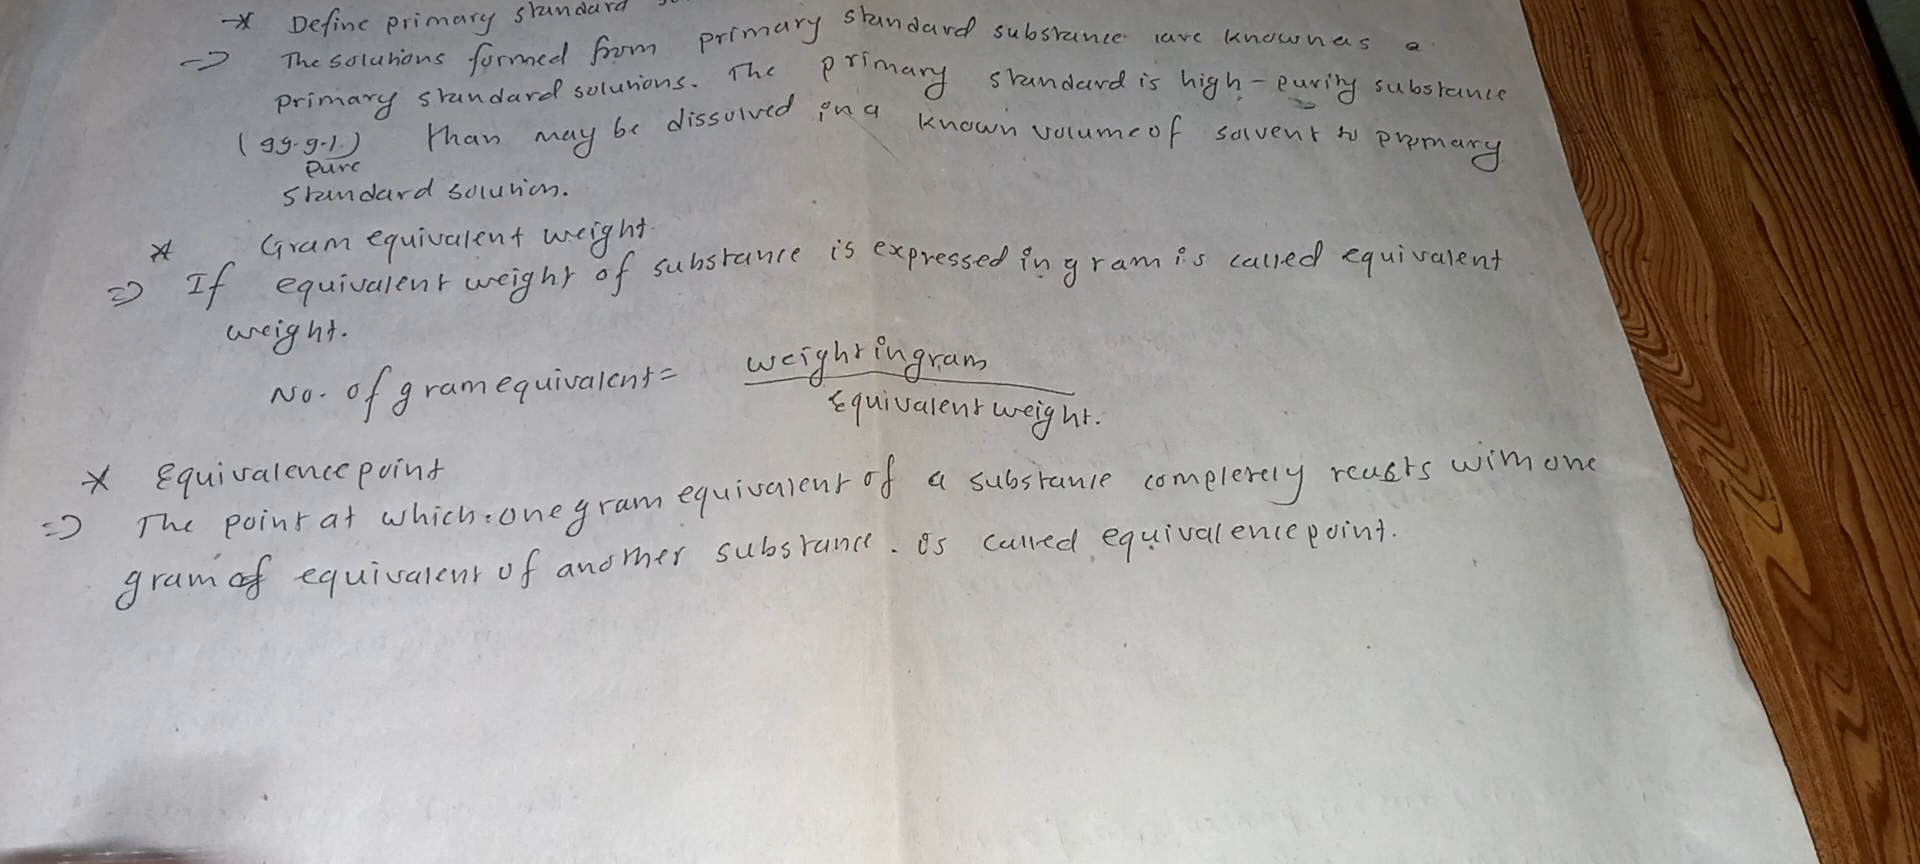 * Define primary standard
=> The solutions formed from primary standard substance are known as a
primary standard solutions. The primary standard is high-purity substance
(99.9%) than may be dissolved in a known volume of solvent to primary
pure
standard solution.
* Gram equivalent weight.
=> If equivalent weight of substance is expressed in gram is called equivalent
weight.
No. of gram equivalent = weight in gram
Equivalent weight.
* Equivalence point
=> The point at which one gram equivalent of a substance completely reacts with one
gram of equivalent of another substance. is called equivalence point.